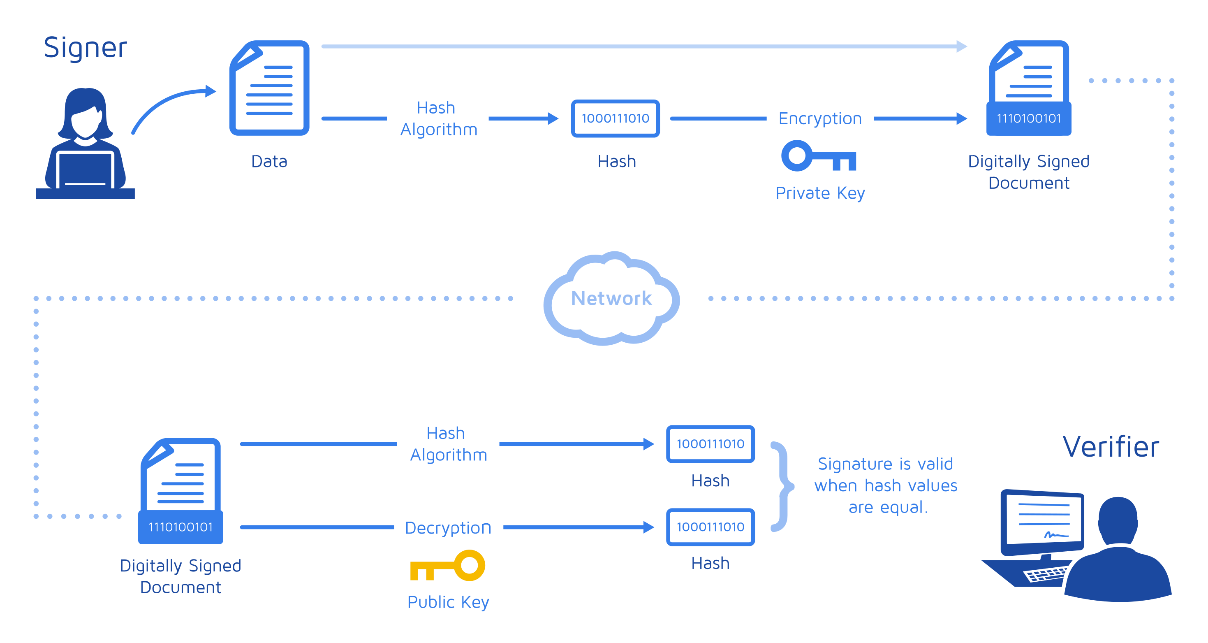 Signer
Hash
Algorithm
1000111010
Encryption
1110100101
Data
Hash
Private Key
Digitally Signed
Document
Network
Hash
Algorithm
1000111010
Hash
Verifier
Signature is valid
when hash values
are equal.
1110100101
Decryption
1000111010
Hash
Digitally Signed
Document
Public Key